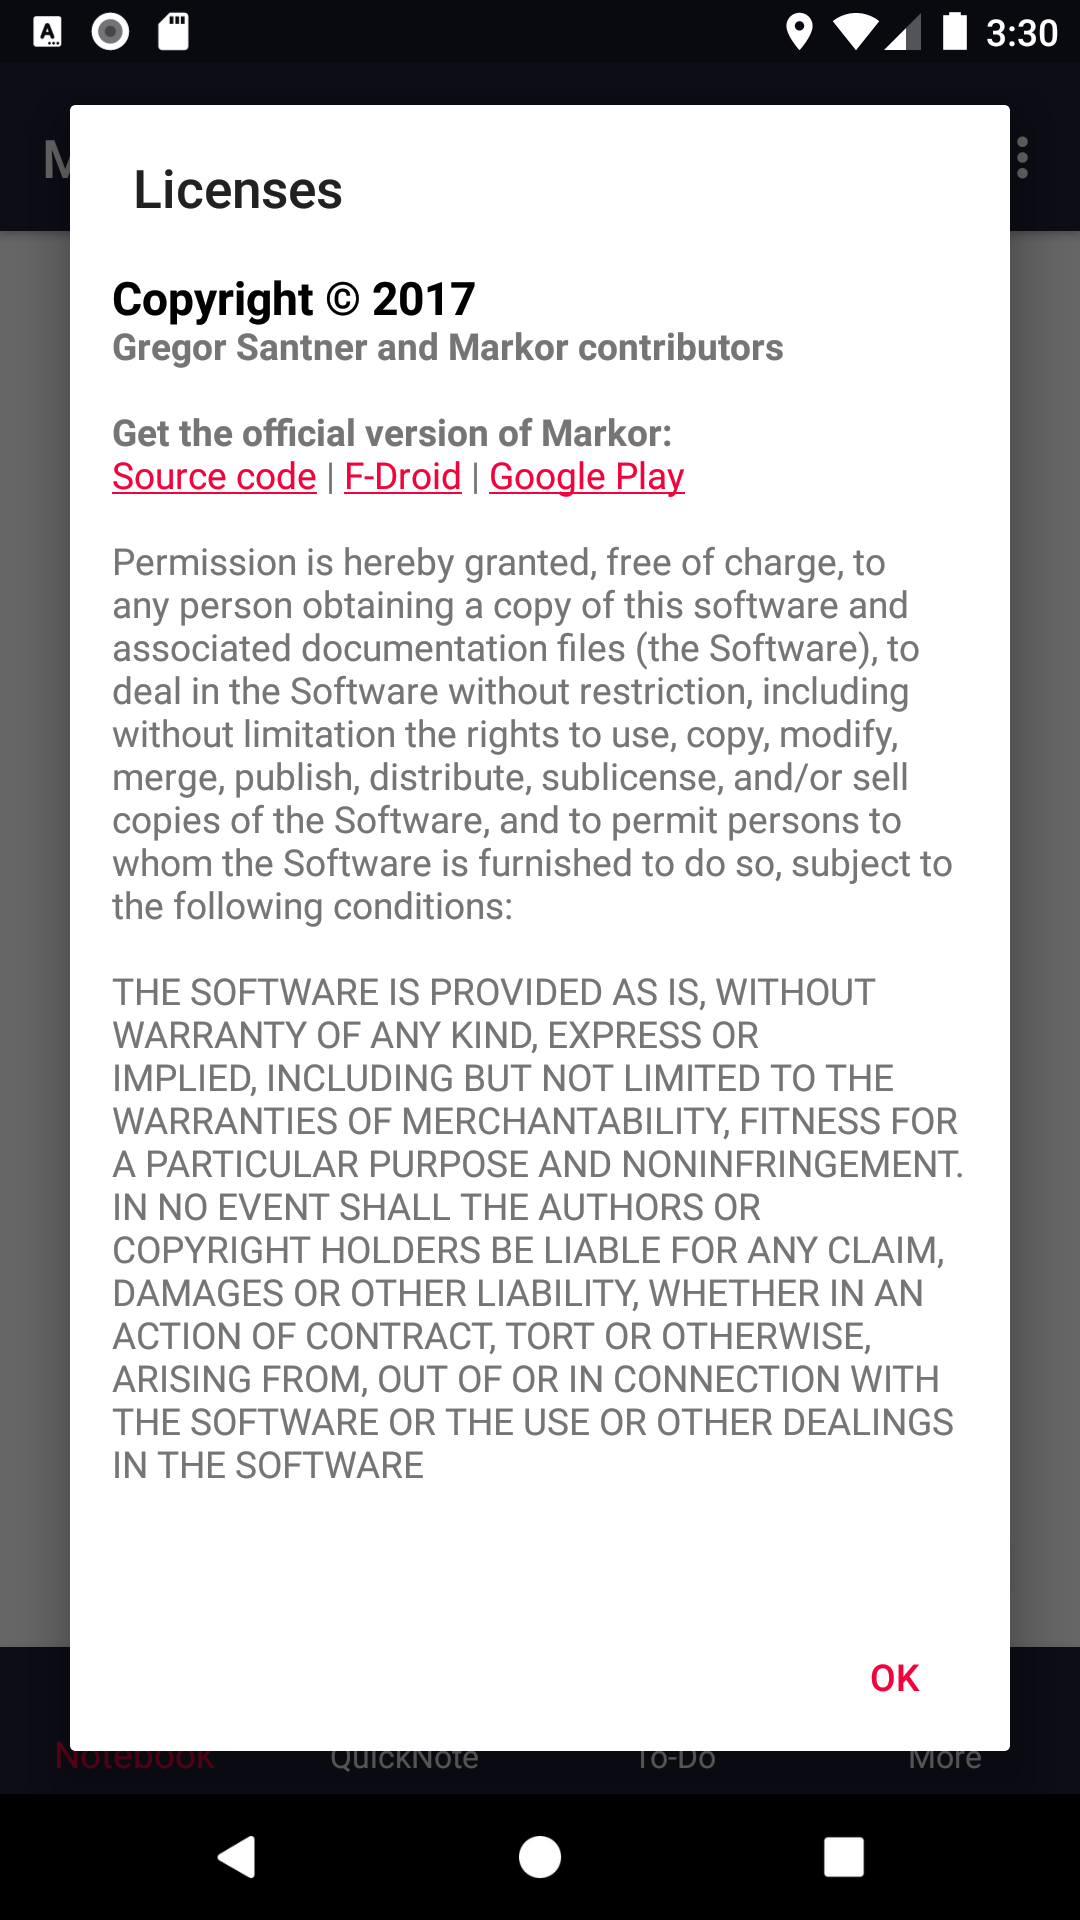 3:30
M
Licenses
Copyright © 2017
Gregor Santner and Markor contributors
Get the official version of Markor:
Source code | F-Droid | Google Play
Permission is hereby granted, free of charge, to
any person obtaining a copy of this software and
associated documentation files (the Software), to
deal in the Software without restriction, including
without limitation the rights to use, copy, modify,
merge, publish, distribute, sublicense, and/or sell
copies of the Software, and to permit persons to
whom the Software is furnished to do so, subject to
the following conditions:
THE SOFTWARE IS PROVIDED AS IS, WITHOUT
WARRANTY OF ANY KIND, EXPRESS OR
IMPLIED, INCLUDING BUT NOT LIMITED TO THE
WARRANTIES OF MERCHANTABILITY, FITNESS FOR
A PARTICULAR PURPOSE AND NONINFRINGEMENT.
IN NO EVENT SHALL THE AUTHORS OR
COPYRIGHT HOLDERS BE LIABLE FOR ANY CLAIM,
DAMAGES OR OTHER LIABILITY, WHETHER IN AN
ACTION OF CONTRACT, TORT OR OTHERWISE,
ARISING FROM, OUT OF OR IN CONNECTION WITH
THE SOFTWARE OR THE USE OR OTHER DEALINGS
IN THE SOFTWARE
OK
Notebook QuickNote To-Do More